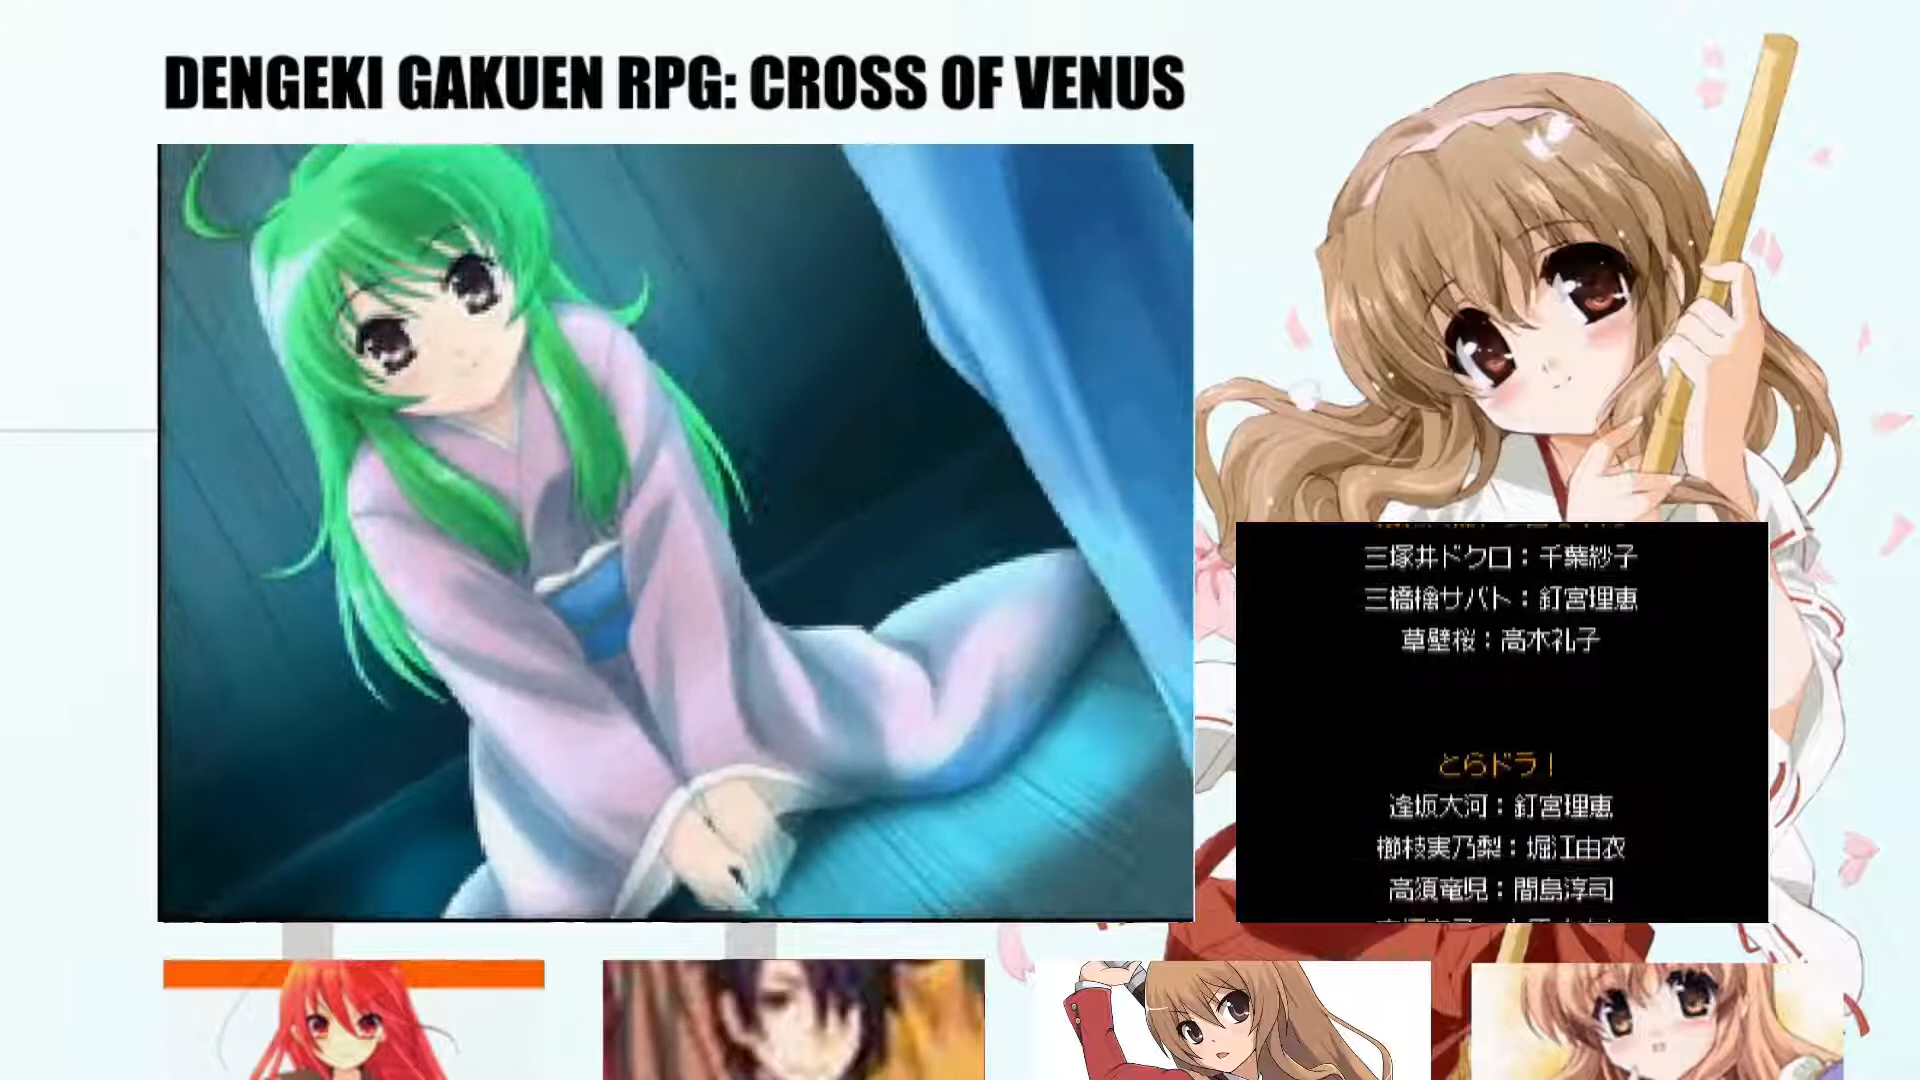 DENGEKI GAKUEN RPG: CROSS OF VENUS
三塚井ドクロ：千葉紗子
三橋檎サバト：釘宮理恵
草壁桜：高木礼子
とらドラ！
逢坂大河：釘宮理恵
櫛枝実乃梨：堀江由衣
高須竜児：間島淳司